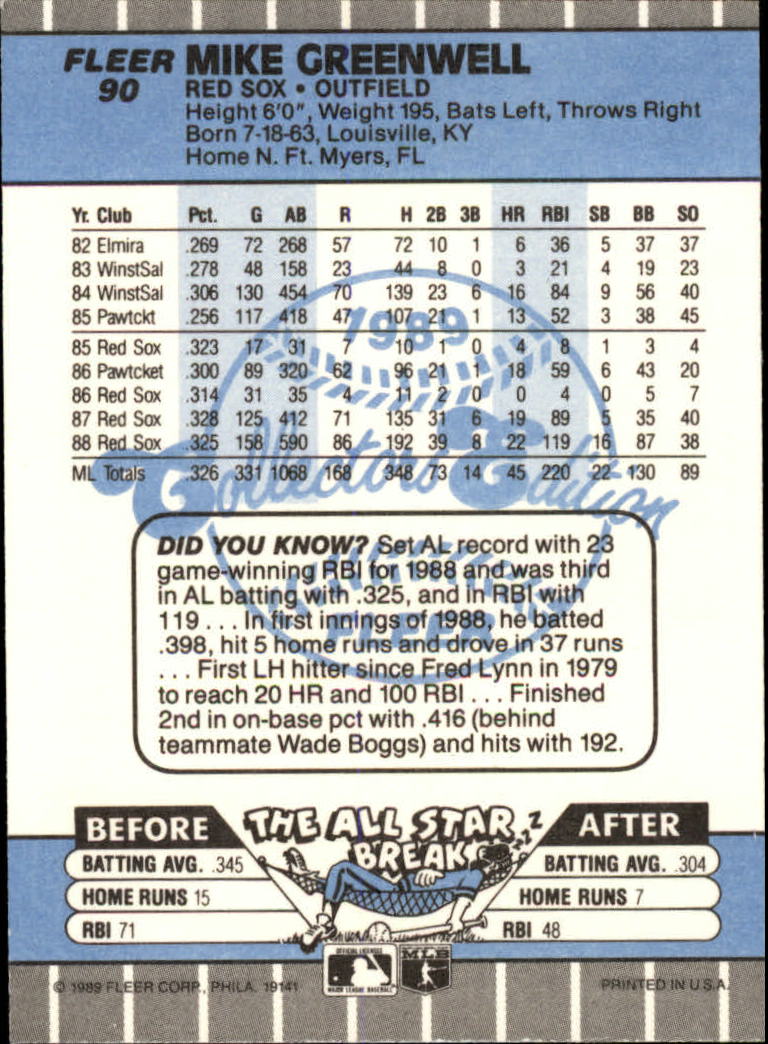 FLEER MIKE GREENWELL
90 RED SOX • OUTFIELD
Height 6'0", Weight 195, Bats Left, Throws Right
Born 7-18-63, Louisville, KY
Home N. Ft. Myers, FL
Yr. Club Pct. G AB R H 2B 3B HR RBI SB BB SO
82 Elmira .269 72 268 57 72 10 1 6 36 5 37 37
83 WinstSal .278 48 158 23 44 8 0 3 21 4 19 23
84 WinstSal .306 130 454 70 139 23 6 16 84 9 56 40
85 Pawtckt .256 117 418 47 107 21 1 13 52 3 38 45
85 Red Sox .323 17 31 7 10 1 0 4 8 1 3 4
86 Pawtcket .300 89 320 62 96 21 1 18 59 6 43 20
86 Red Sox .314 31 35 4 11 2 0 0 4 0 5 7
87 Red Sox .328 125 412 71 135 31 6 19 89 5 35 40
88 Red Sox .325 158 590 86 192 39 8 22 119 16 87 38
ML Totals .326 331 1068 168 348 73 14 45 220 22 130 89
1989
Collectors' Edition
FLEER
DID YOU KNOW? Set AL record with 23
game-winning RBI for 1988 and was third
in AL batting with .325, and in RBI with
119 . . . In first innings of 1988, he batted
.398, hit 5 home runs and drove in 37 runs
. . . First LH hitter since Fred Lynn in 1979
to reach 20 HR and 100 RBI . . . Finished
2nd in on-base pct with .416 (behind
teammate Wade Boggs) and hits with 192.
BEFORE THE ALL STAR BREAK AFTER
ZZZ
BATTING AVG. .345 BATTING AVG. .304
HOME RUNS 15 HOME RUNS 7
RBI 71 RBI 48
OFFICIAL LICENSEE
MAJOR LEAGUE BASEBALL
MLB
© 1989 FLEER CORP., PHILA. 19141 PRINTED IN U.S.A.